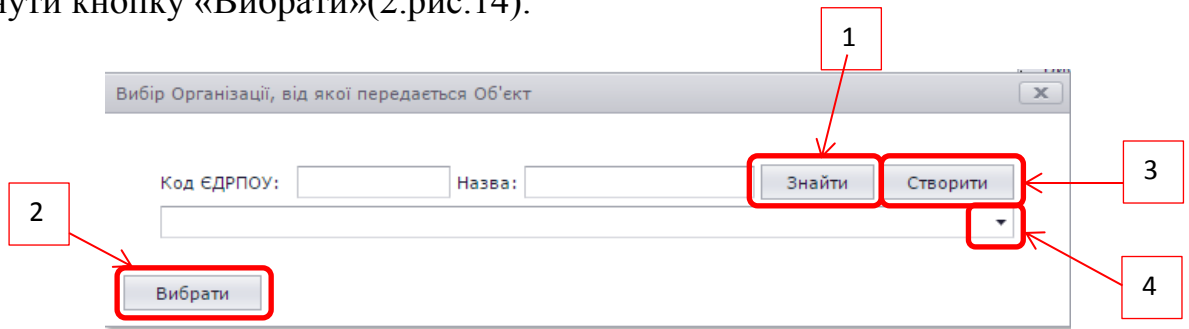 кнопку «Вибрати»(2.рис.14).
1
Вибір Організації, від якої передається Об'єкт
x
Код ЄДРПОУ: Назва: Знайти Створити
3
2
Вибрати
4